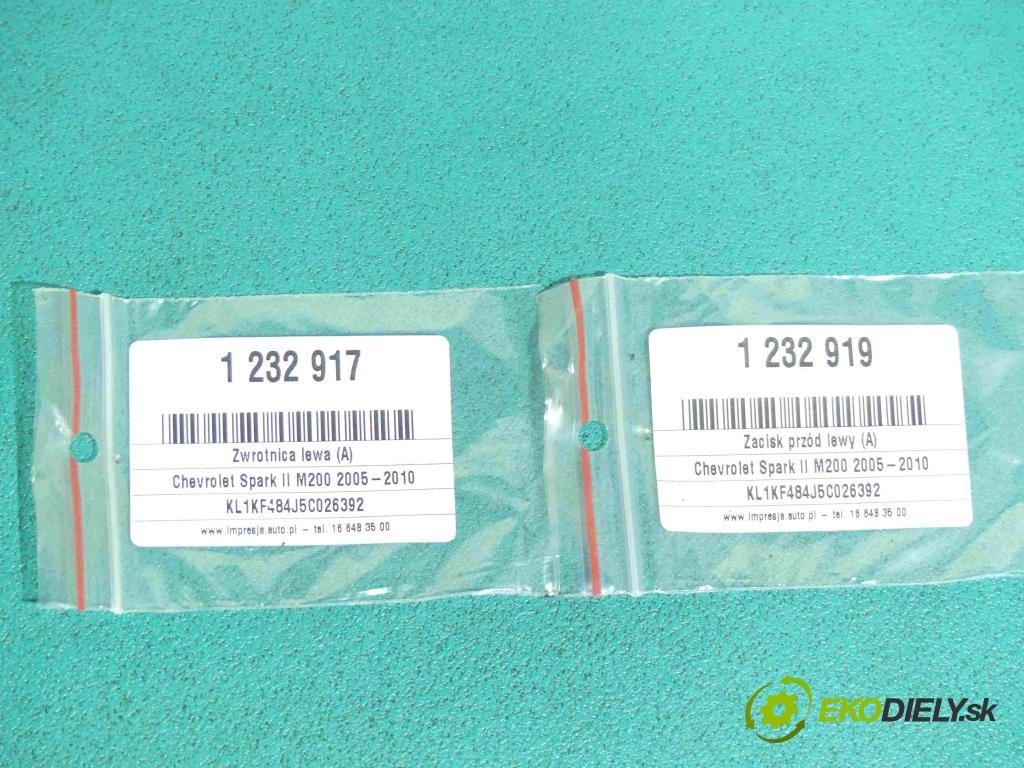 1 232 917
Zwrotnica lewa (A)
Chevrolet Spark II M200 2005-2010
KL1KF484J5C026392
www.impresja.auto.pl - tel. 16 648 35 00
1 232 919
Zacisk przód lewy (A)
Chevrolet Spark II M200 2005-2010
KL1KF484J5C026392
www.impresja.auto.pl - tel. 16 648 35 00
EKODIELY.sk